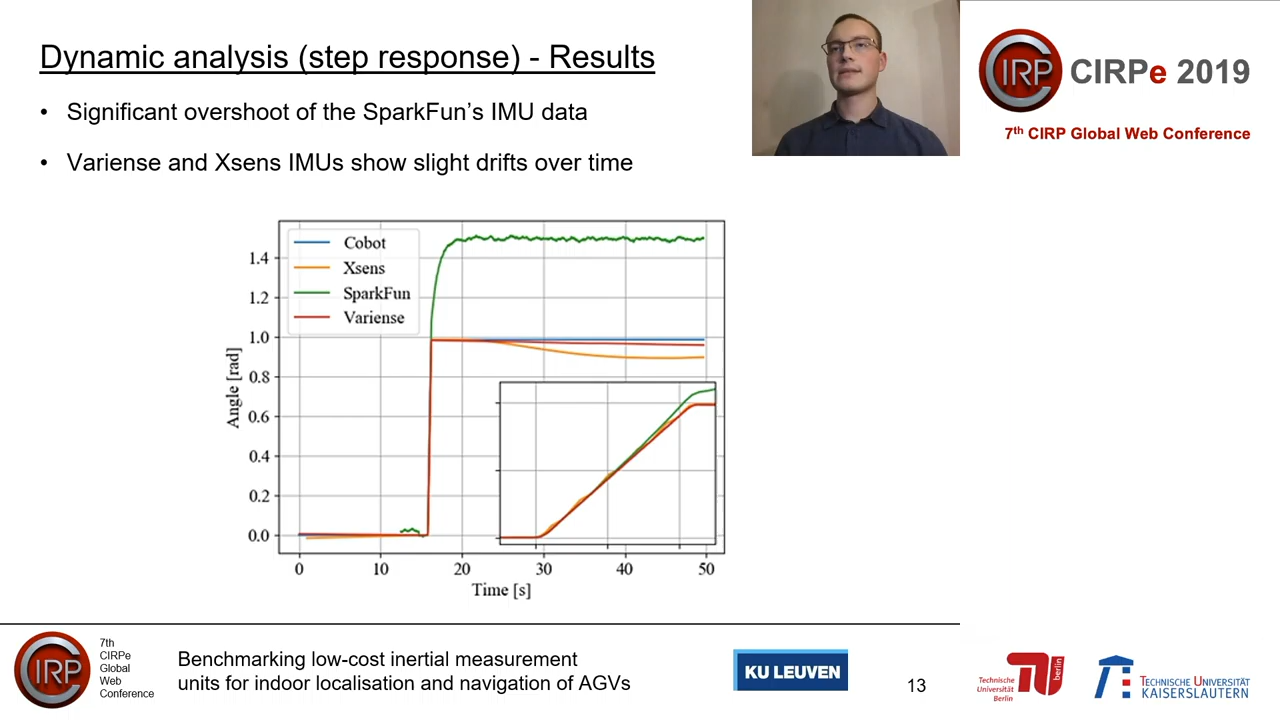 Dynamic analysis (step response) - Results
• Significant overshoot of the SparkFun's IMU data
• Variense and Xsens IMUs show slight drifts over time
CIRP
CIRPe 2019
7th CIRP Global Web Conference
Cobot
Xsens
SparkFun
Variense
1.4
1.2
1.0
0.8
0.6
0.4
0.2
0.0
Angle [rad]
0 10 20 30 40 50
Time [s]
CIRP
7th
CIRPe
Global
Web
Conference
Benchmarking low-cost inertial measurement
units for indoor localisation and navigation of AGVs
KU LEUVEN
13
Technische
Universität
Berlin
berlin
TECHNISCHE UNIVERSITÄT
KAISERSLAUTERN